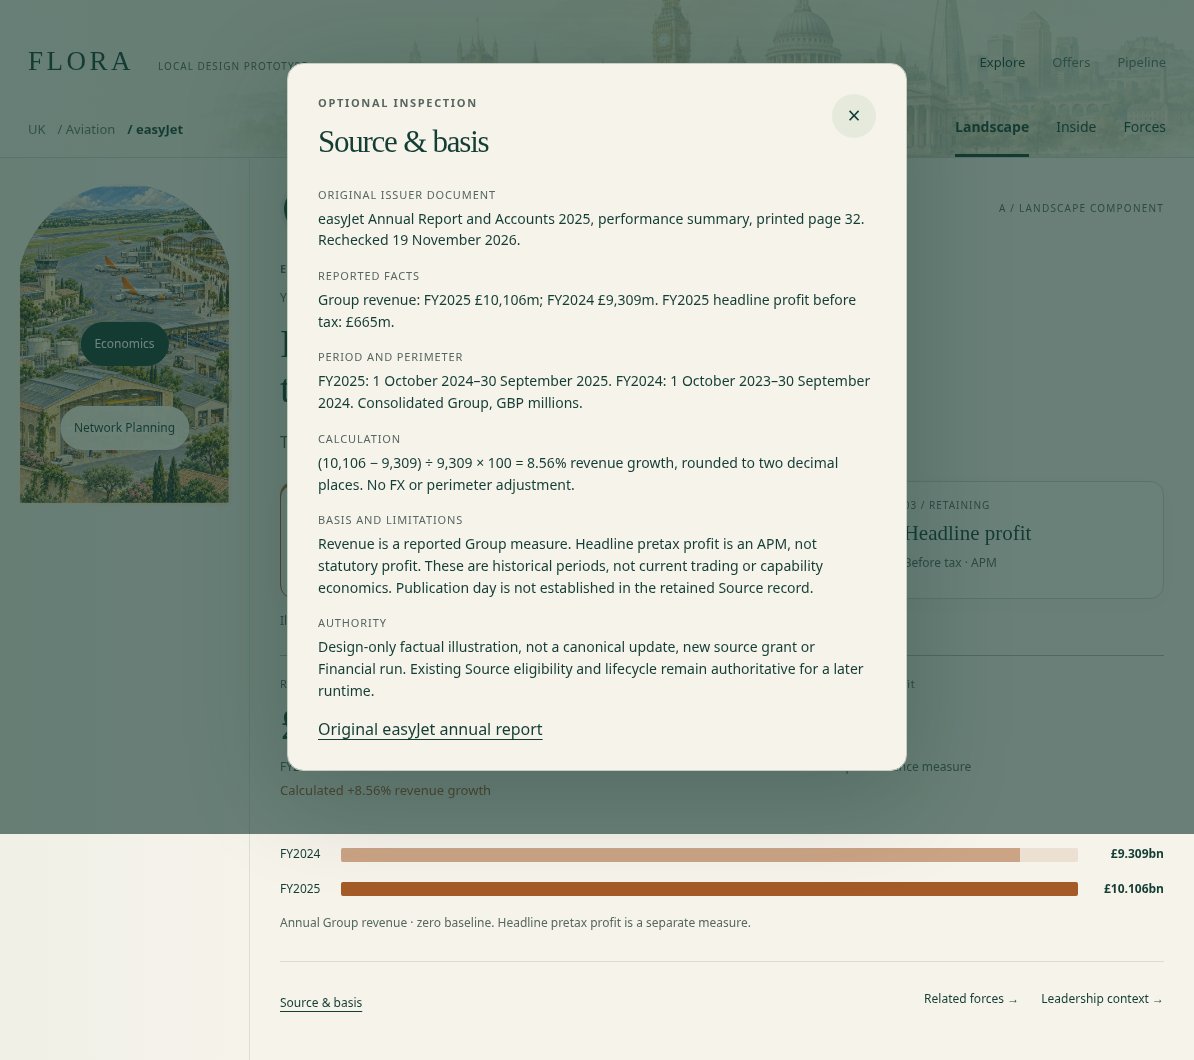 FLORA
LOCAL DESIGN PROTOTYPE
Explore
Offers
Pipeline
UK / Aviation / easyJet
Landscape
Inside
Forces
A / LANDSCAPE COMPONENT
Economics
Network Planning
OPTIONAL INSPECTION
×
Source & basis
ORIGINAL ISSUER DOCUMENT
easyJet Annual Report and Accounts 2025, performance summary, printed page 32.
Rechecked 19 November 2026.
REPORTED FACTS
Group revenue: FY2025 £10,106m; FY2024 £9,309m. FY2025 headline profit before
tax: £665m.
PERIOD AND PERIMETER
FY2025: 1 October 2024–30 September 2025. FY2024: 1 October 2023–30 September
2024. Consolidated Group, GBP millions.
CALCULATION
(10,106 − 9,309) ÷ 9,309 × 100 = 8.56% revenue growth, rounded to two decimal
places. No FX or perimeter adjustment.
BASIS AND LIMITATIONS
Revenue is a reported Group measure. Headline pretax profit is an APM, not
statutory profit. These are historical periods, not current trading or capability
economics. Publication day is not established in the retained Source record.
AUTHORITY
Design-only factual illustration, not a canonical update, new source grant or
Financial run. Existing Source eligibility and lifecycle remain authoritative for a later
runtime.
Original easyJet annual report
03 / RETAINING
Headline profit
Before tax · APM
measure
Calculated +8.56% revenue growth
FY2024
£9.309bn
FY2025
£10.106bn
Annual Group revenue · zero baseline. Headline pretax profit is a separate measure.
Source & basis
Related forces →
Leadership context →